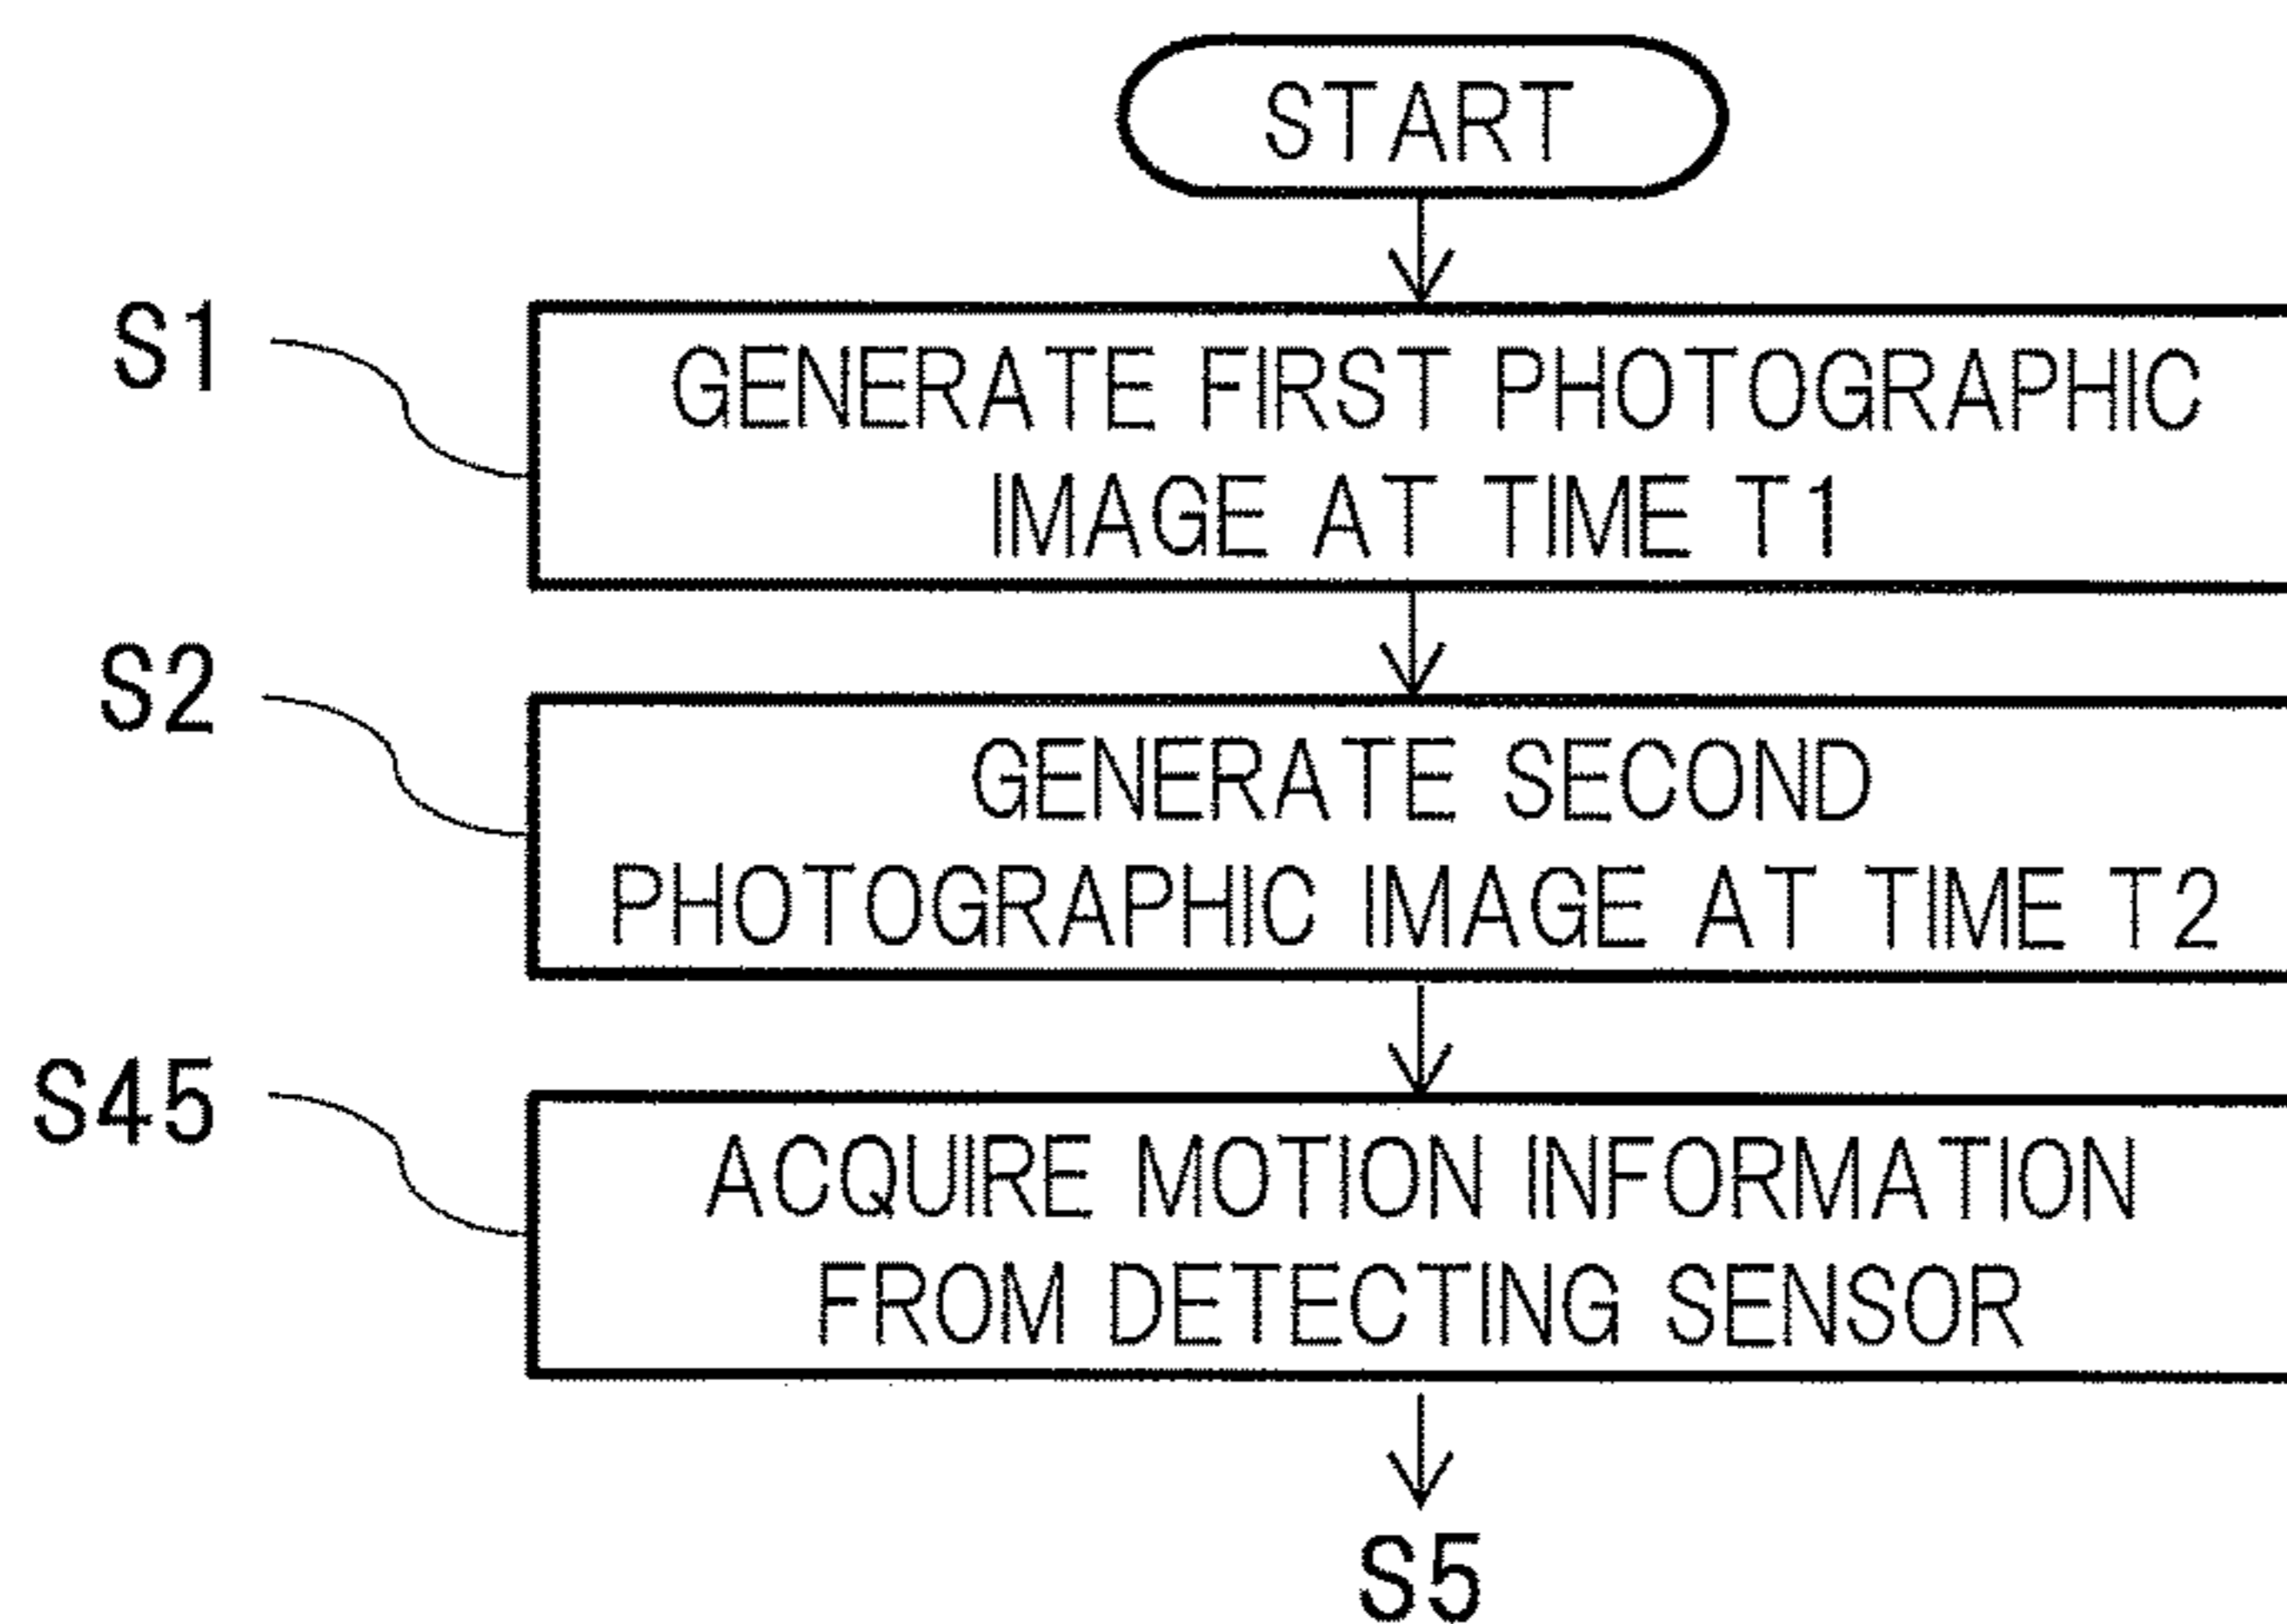 START
S1
GENERATE FIRST PHOTOGRAPHIC
IMAGE AT TIME T1
S2
GENERATE SECOND
PHOTOGRAPHIC IMAGE AT TIME T2
S45
ACQUIRE MOTION INFORMATION
FROM DETECTING SENSOR
S5